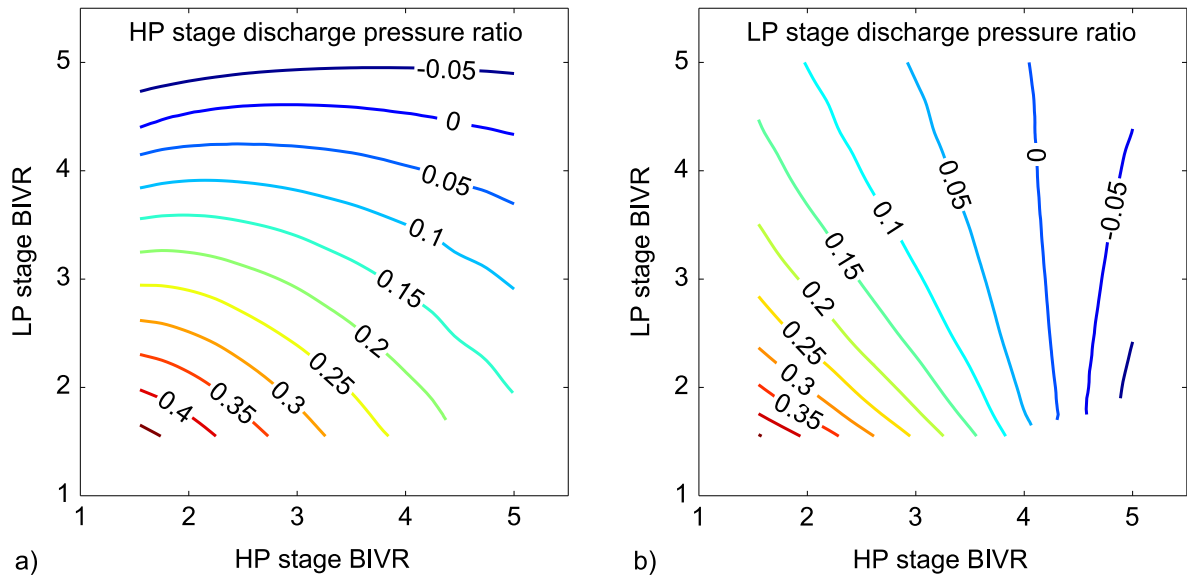 HP stage discharge pressure ratio
-0.05
0
0.05
0.1
0.15
0.2
0.25
0.3
0.35
0.4
5
4
3
2
1
LP stage BIVR
1 2 3 4 5
HP stage BIVR
a)
LP stage discharge pressure ratio
0
0.05
-0.05
0.1
0.15
0.2
0.25
0.3
0.35
5
4
3
2
1
LP stage BIVR
1 2 3 4 5
HP stage BIVR
b)